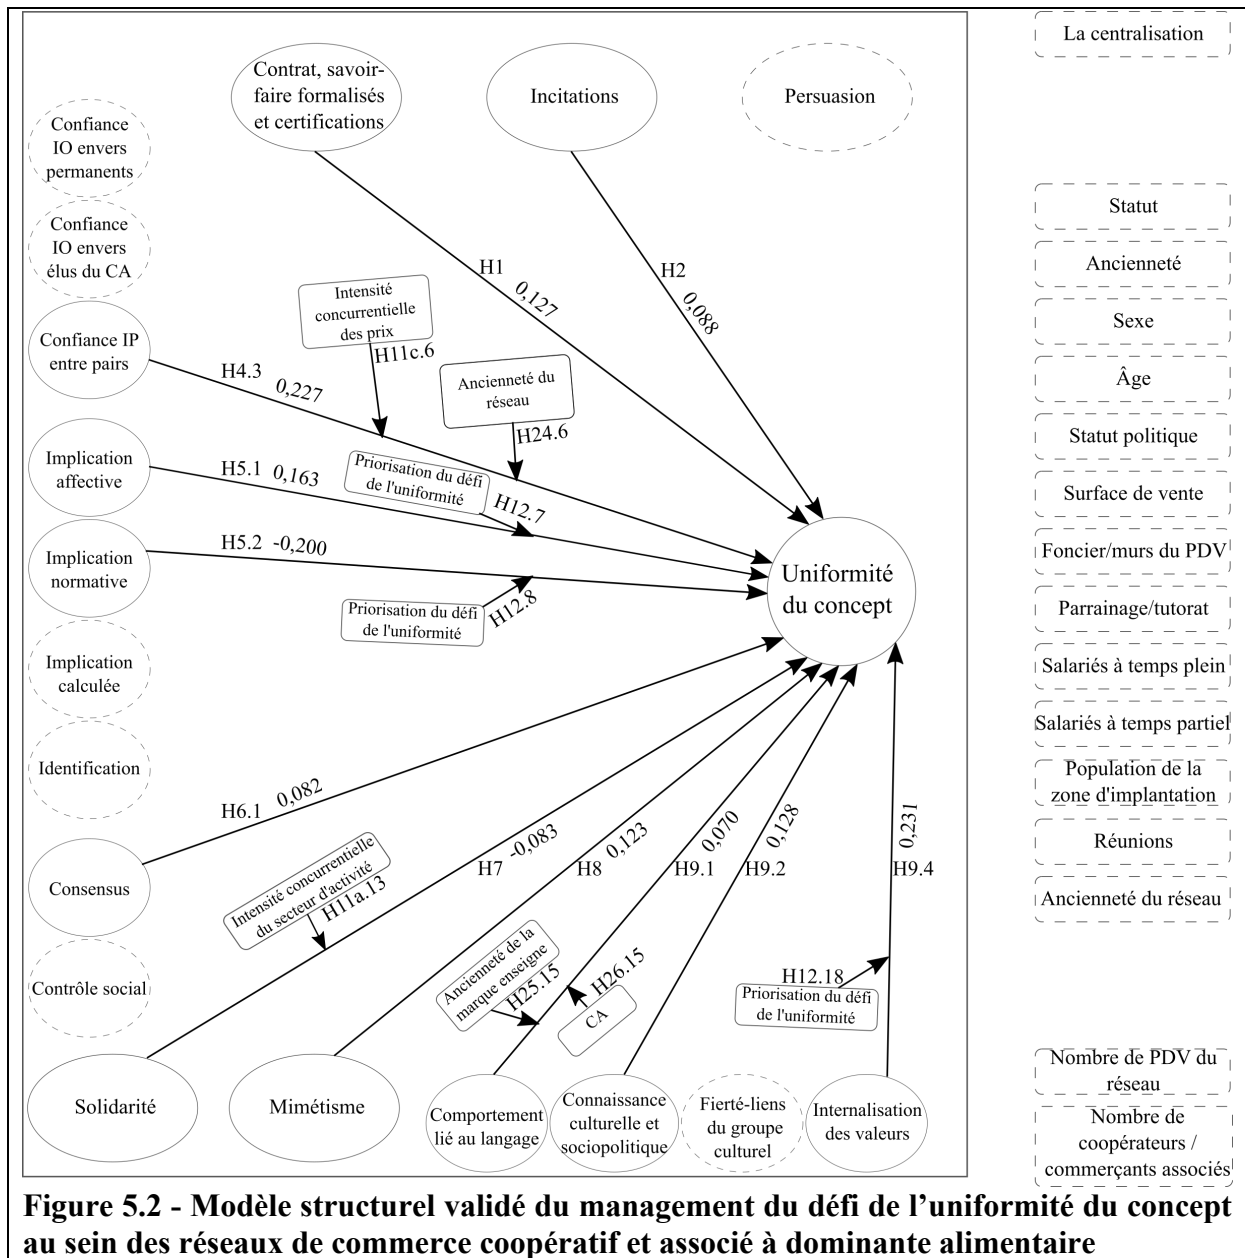 La centralisation
Contrat, savoir-
faire formalisés
et certifications
Incitations
Persuasion
Confiance
IO envers
permanents
Confiance
IO envers
élus du CA
Confiance IP
entre pairs
Implication
affective
Implication
normative
Implication
calculée
Identification
Consensus
Contrôle social
Solidarité
Mimétisme
Comportement
lié au langage
Connaissance
culturelle et
sociopolitique
Fierté-liens
du groupe
culturel
Internalisation
des valeurs
Uniformité
du concept
H1 0,127
H2 0,088
Intensité
concurrentielle
des prix
H11c.6
H4.3 0,227
Ancienneté du
réseau
H24.6
H5.1 0,163
Priorisation du défi
de l'uniformité
H12.7
H5.2 -0,200
Priorisation du défi
de l'uniformité
H12.8
H6.1 0,082
Intensité concurrentielle
du secteur d'activité
H11a.13
H7 -0,083
H8 0,123
H9.1 0,070
H9.2 0,128
H9.4 0,231
Ancienneté de la
marque enseigne
H25.15
H26.15
CA
H12.18
Priorisation du défi
de l'uniformité
Statut
Ancienneté
Sexe
Âge
Statut politique
Surface de vente
Foncier/murs du PDV
Parrainage/tutorat
Salariés à temps plein
Salariés à temps partiel
Population de la
zone d'implantation
Réunions
Ancienneté du réseau
Nombre de PDV du
réseau
Nombre de
coopérateurs /
commerçants associés
Figure 5.2 - Modèle structurel validé du management du défi de l’uniformité du concept
au sein des réseaux de commerce coopératif et associé à dominante alimentaire